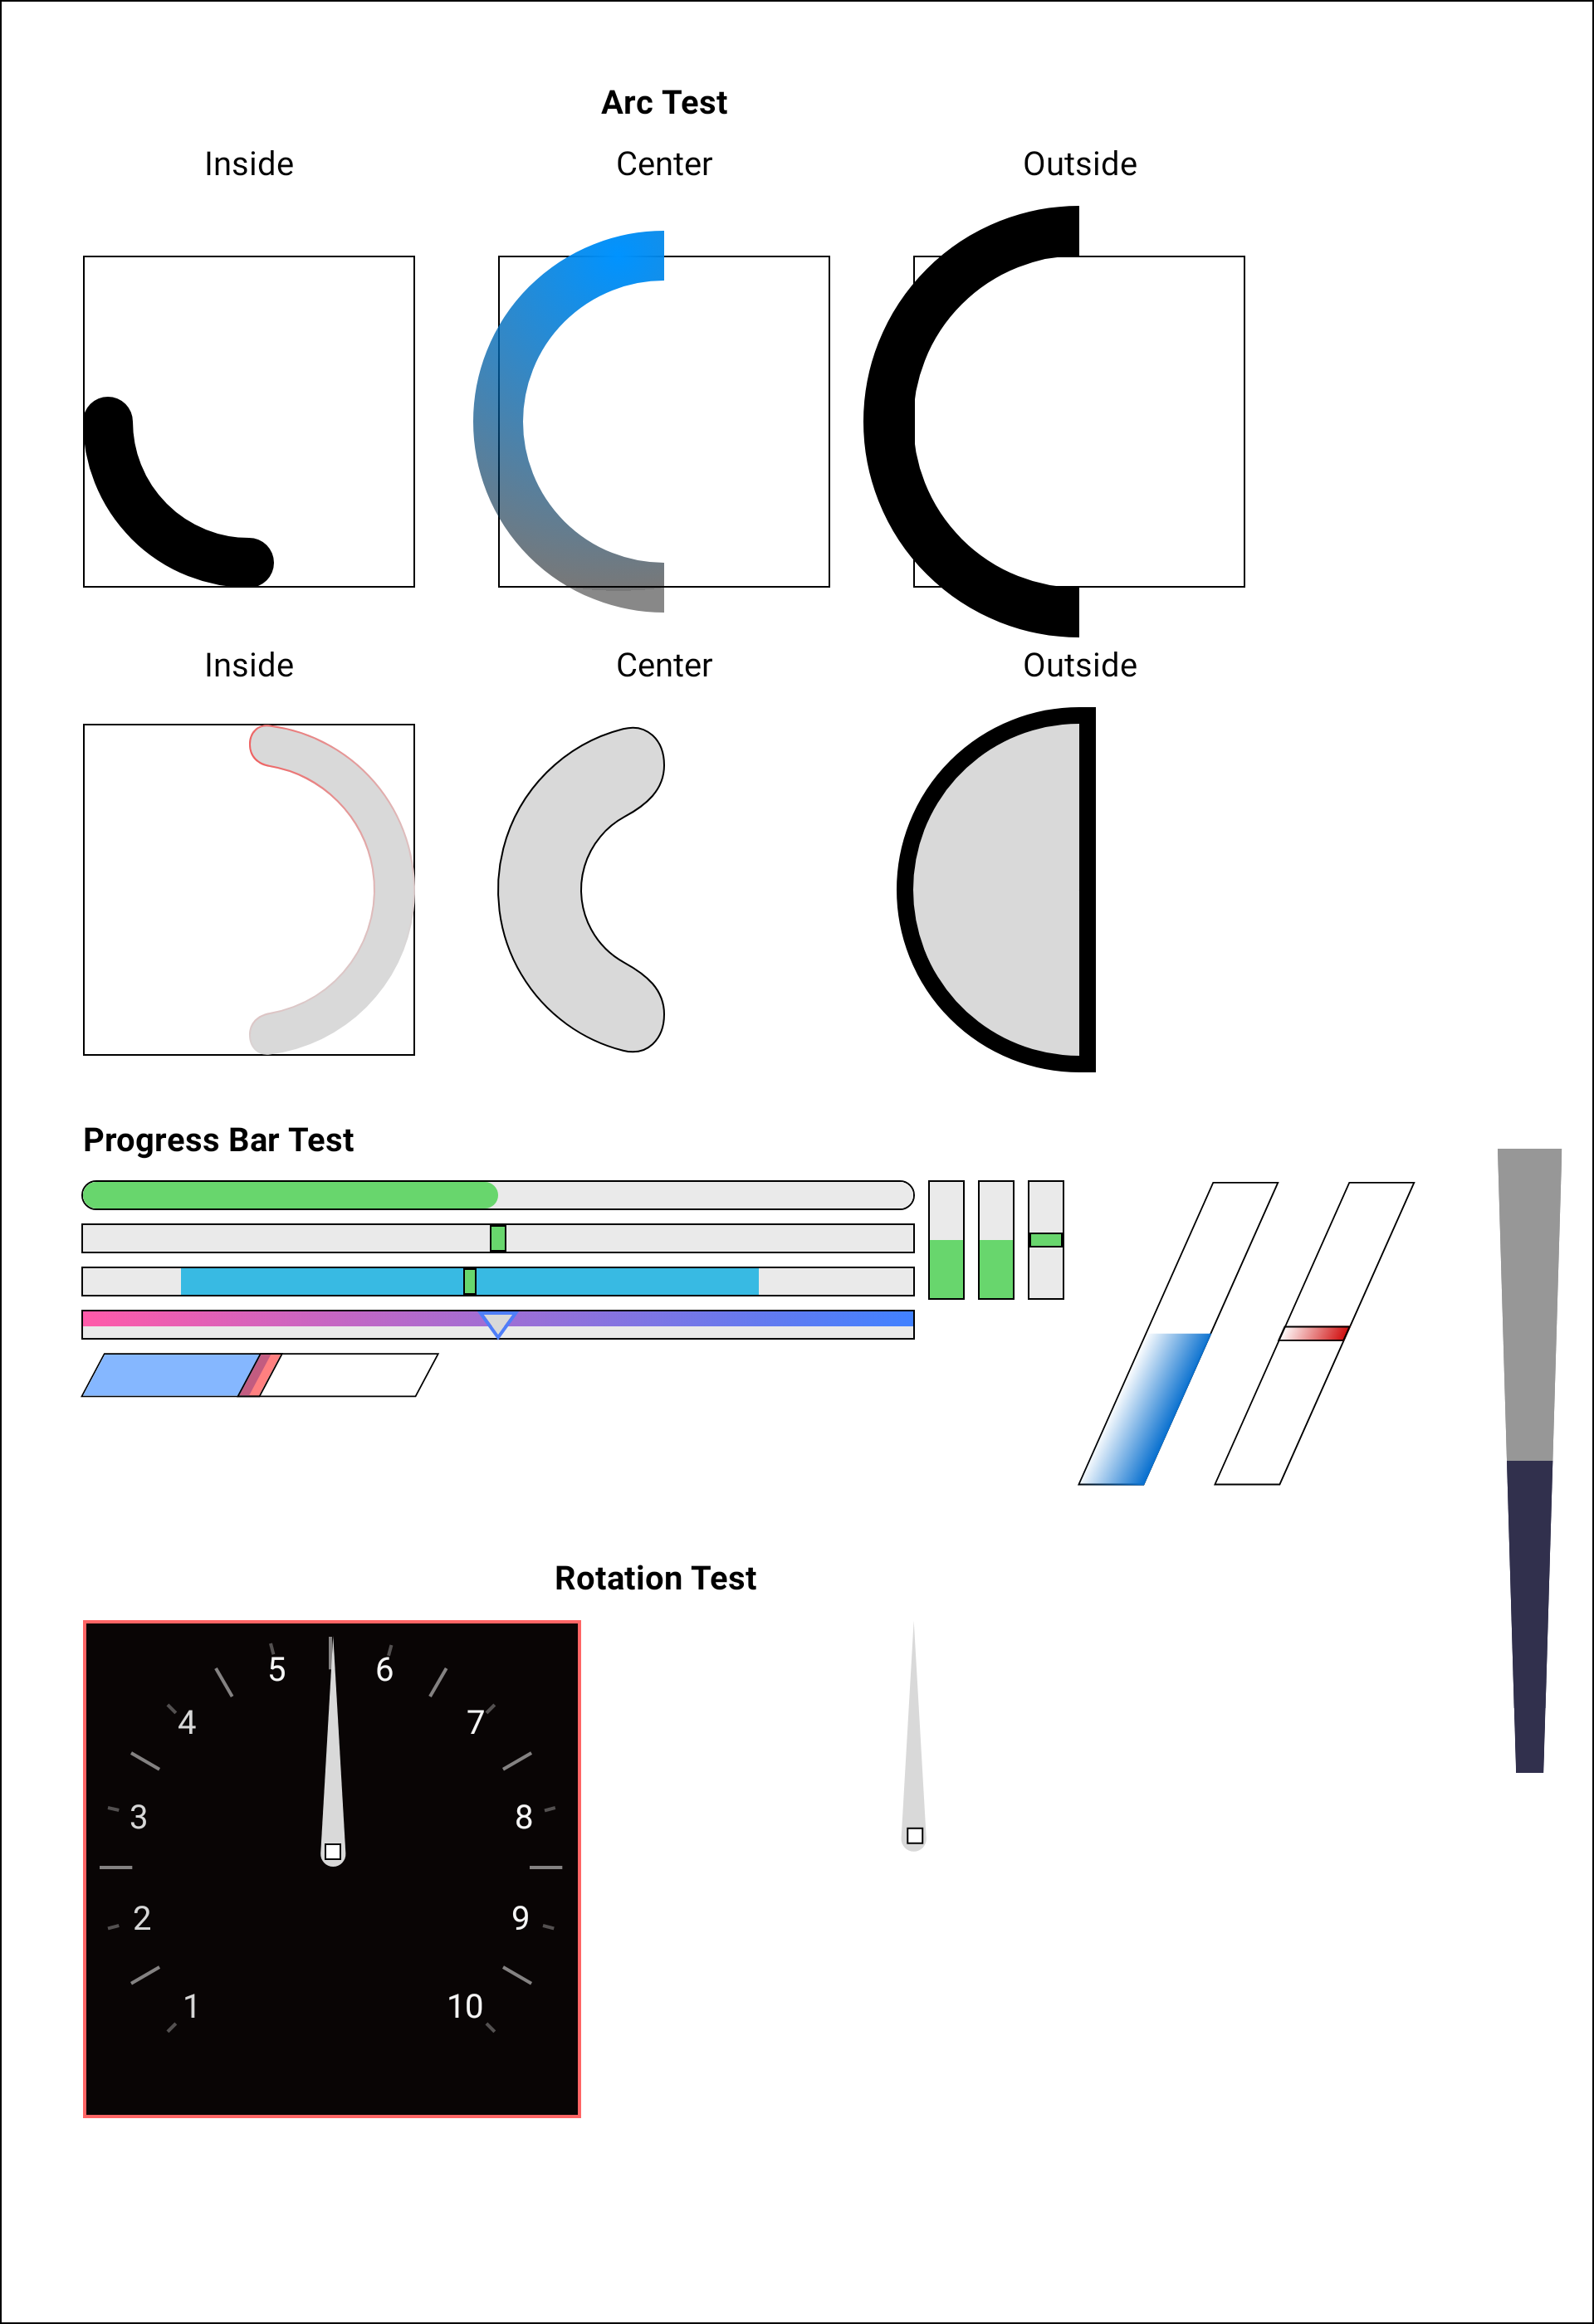 Arc Test
Inside Center Outside
Inside Center Outside
Progress Bar Test
Rotation Test
5 6
4 7
3 8
2 9
1 10